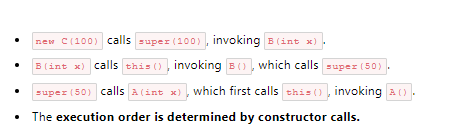 • new C(100) calls super(100), invoking B(int x).
• B(int x) calls this(), invoking B(), which calls super(50).
• super(50) calls A(int x), which first calls this(), invoking A().
• The execution order is determined by constructor calls.